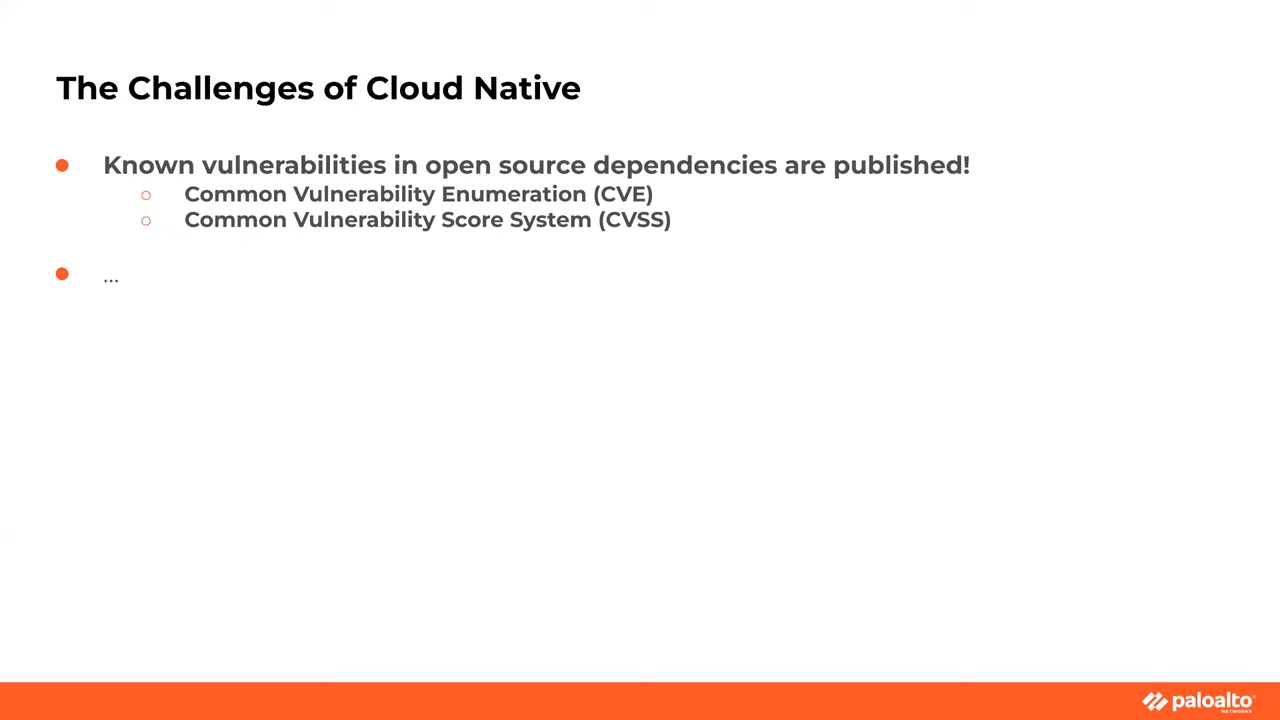 The Challenges of Cloud Native
● Known vulnerabilities in open source dependencies are published!
○ Common Vulnerability Enumeration (CVE)
○ Common Vulnerability Score System (CVSS)
● ...
paloalto®
NETWORKS